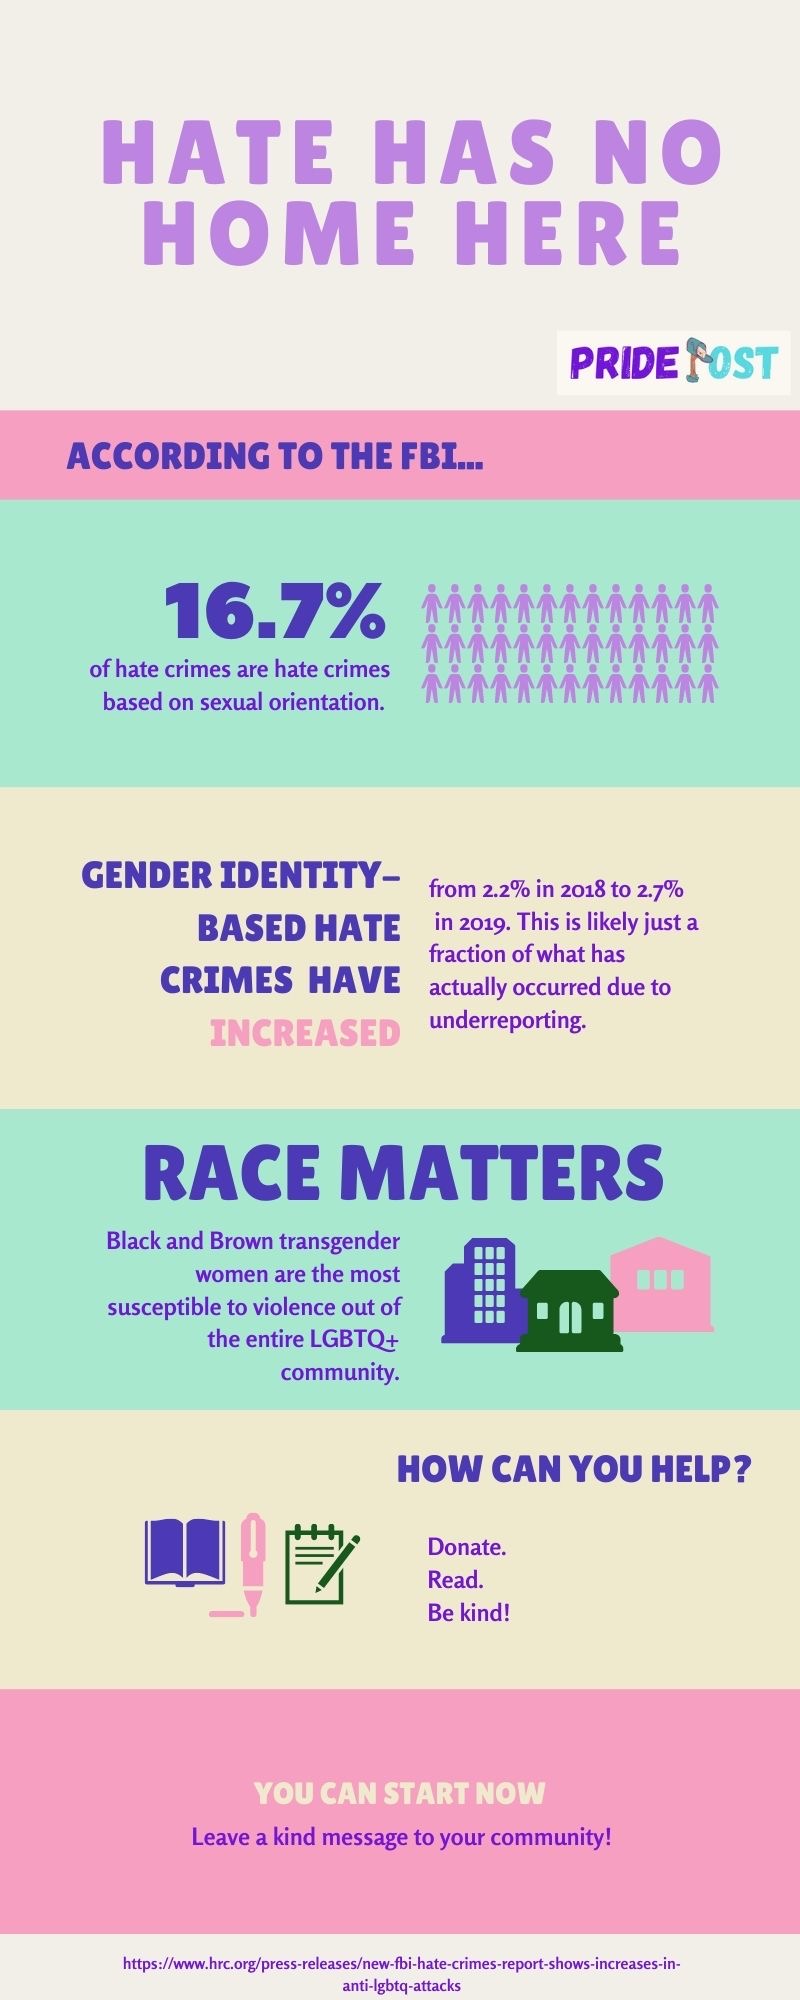 HATE HAS NO
HOME HERE
PRIDE POST
ACCORDING TO THE FBI...
16.7%
of hate crimes are hate crimes
based on sexual orientation.
GENDER IDENTITY-
BASED HATE
CRIMES HAVE
INCREASED
from 2.2% in 2018 to 2.7%
in 2019. This is likely just a
fraction of what has
actually occurred due to
underreporting.
RACE MATTERS
Black and Brown transgender
women are the most
susceptible to violence out of
the entire LGBTQ+
community.
HOW CAN YOU HELP?
Donate.
Read.
Be kind!
YOU CAN START NOW
Leave a kind message to your community!
https://www.hrc.org/press-releases/new-fbi-hate-crimes-report-shows-increases-in-
anti-lgbtq-attacks